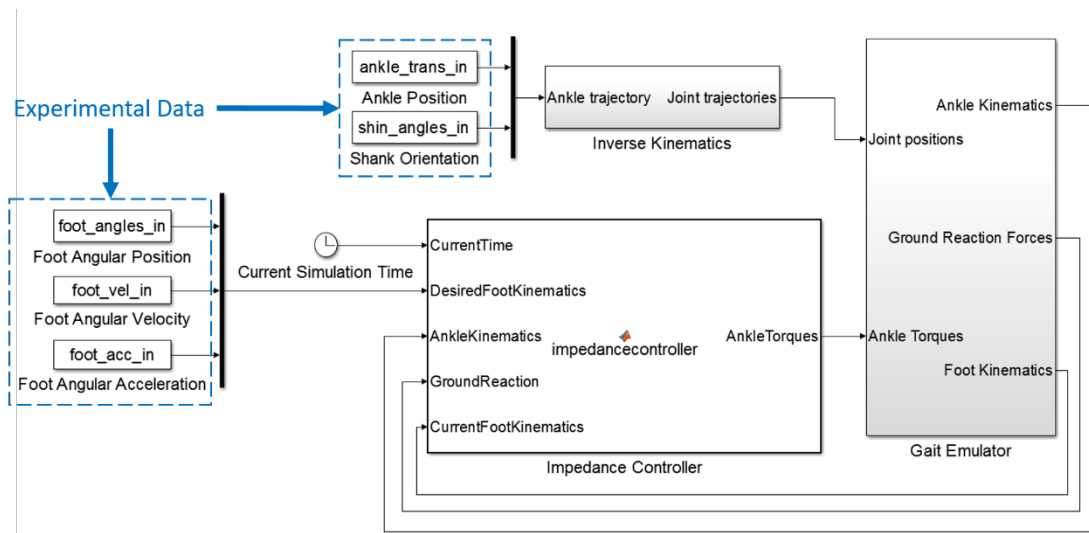 Experimental Data
ankle_trans_in
Ankle Position
shin_angles_in
Shank Orientation
Ankle trajectory
Joint trajectories
Inverse Kinematics
foot_angles_in
Foot Angular Position
foot_vel_in
Foot Angular Velocity
foot_acc_in
Foot Angular Acceleration
Current Simulation Time
CurrentTime
DesiredFootKinematics
AnkleKinematics
GroundReaction
CurrentFootKinematics
impedancecontroller
AnkleTorques
Impedance Controller
Joint positions
Ankle Torques
Ankle Kinematics
Ground Reaction Forces
Foot Kinematics
Gait Emulator